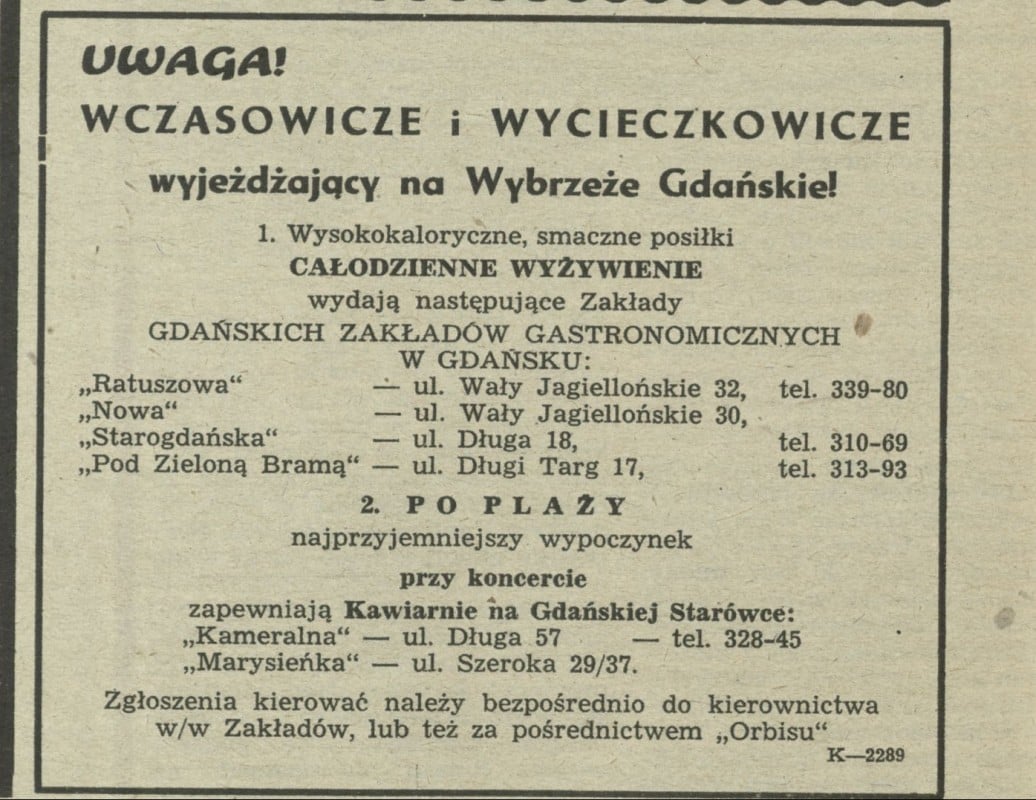 UWAGA!
WCZASOWICZE i WYCIECZKOWICZE
wyjeżdżający na Wybrzeże Gdańskie!
1. Wysokokaloryczne, smaczne posiłki
CAŁODZIENNE WYŻYWIENIE
wydają następujące Zakłady
GDAŃSKICH ZAKŁADÓW GASTRONOMICZNYCH
W GDAŃSKU:
„Ratuszowa“ — ul. Wały Jagiellońskie 32, tel. 339-80
„Nowa“ — ul. Wały Jagiellońskie 30,
„Starogdańska“ — ul. Długa 18, tel. 310-69
„Pod Zieloną Bramą“ — ul. Długi Targ 17, tel. 313-93
2. PO PLAŻY
najprzyjemniejszy wypoczynek
przy koncercie
zapewniają Kawiarnie na Gdańskiej Starówce:
„Kameralna“ — ul. Długa 57 — tel. 328-45
„Marysieńka“ — ul. Szeroka 29/37.
Zgłoszenia kierować należy bezpośrednio do kierownictwa
w/w Zakładów, lub też za pośrednictwem „Orbisu“
K—2289